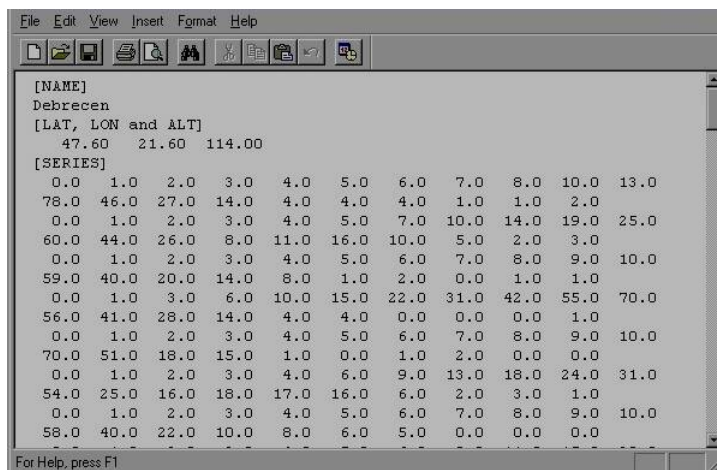 File Edit View Insert Format Help
[NAME]
Debrecen
[LAT, LON and ALT]
47.60 21.60 114.00
[SERIES]
0.0 1.0 2.0 3.0 4.0 5.0 6.0 7.0 8.0 10.0 13.0
78.0 46.0 27.0 14.0 4.0 4.0 4.0 1.0 1.0 2.0
0.0 1.0 2.0 3.0 4.0 5.0 7.0 10.0 14.0 19.0 25.0
60.0 44.0 26.0 8.0 11.0 16.0 10.0 5.0 2.0 3.0
0.0 1.0 2.0 3.0 4.0 5.0 6.0 7.0 8.0 9.0 10.0
59.0 40.0 20.0 14.0 8.0 1.0 2.0 0.0 1.0 1.0
0.0 1.0 3.0 6.0 10.0 15.0 22.0 31.0 42.0 55.0 70.0
56.0 41.0 28.0 14.0 4.0 4.0 0.0 0.0 0.0 1.0
0.0 1.0 2.0 3.0 4.0 5.0 6.0 7.0 8.0 9.0 10.0
70.0 51.0 18.0 15.0 1.0 0.0 1.0 2.0 0.0 0.0
0.0 1.0 2.0 3.0 4.0 6.0 9.0 13.0 18.0 24.0 31.0
54.0 25.0 16.0 18.0 17.0 16.0 6.0 2.0 3.0 1.0
0.0 1.0 2.0 3.0 4.0 5.0 6.0 7.0 8.0 9.0 10.0
58.0 40.0 22.0 10.0 8.0 6.0 5.0 0.0 0.0 0.0
For Help, press F1